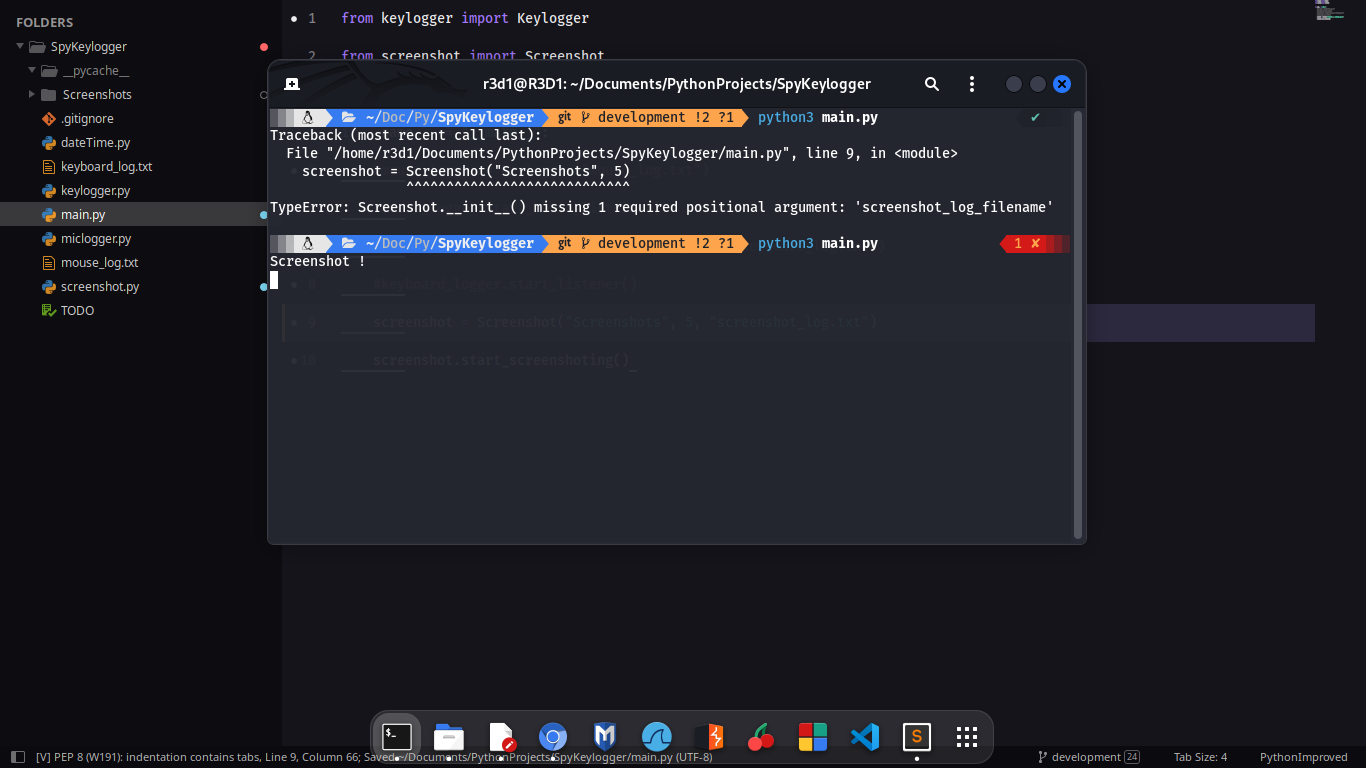 FOLDERS
SpyKeylogger
__pycache__
Screenshots
.gitignore
dateTime.py
keyboard_log.txt
keylogger.py
main.py
miclogger.py
mouse_log.txt
screenshot.py
TODO
1 from keylogger import Keylogger
2 from screenshot import Screenshot
r3d1@R3D1: ~/Documents/PythonProjects/SpyKeylogger
~/Doc/Py/SpyKeylogger git development !2 ?1 python3 main.py ✔
Traceback (most recent call last):
File "/home/r3d1/Documents/PythonProjects/SpyKeylogger/main.py", line 9, in <module>
screenshot = Screenshot("Screenshots", 5)
^^^^^^^^^^^^^^^^^^^^^^^^^^^^
TypeError: Screenshot.__init__() missing 1 required positional argument: 'screenshot_log_filename'
~/Doc/Py/SpyKeylogger git development !2 ?1 python3 main.py 1 ✘
Screenshot !
9 screenshot = Screenshot("Screenshots", 5, "screenshot_log.txt")
10 screenshot.start_screenshoting()
[V] PEP 8 (W191): indentation contains tabs, Line 9, Column 66; Saved ~/Documents/PythonProjects/SpyKeylogger/main.py (UTF-8)
development 24
Tab Size: 4
PythonImproved